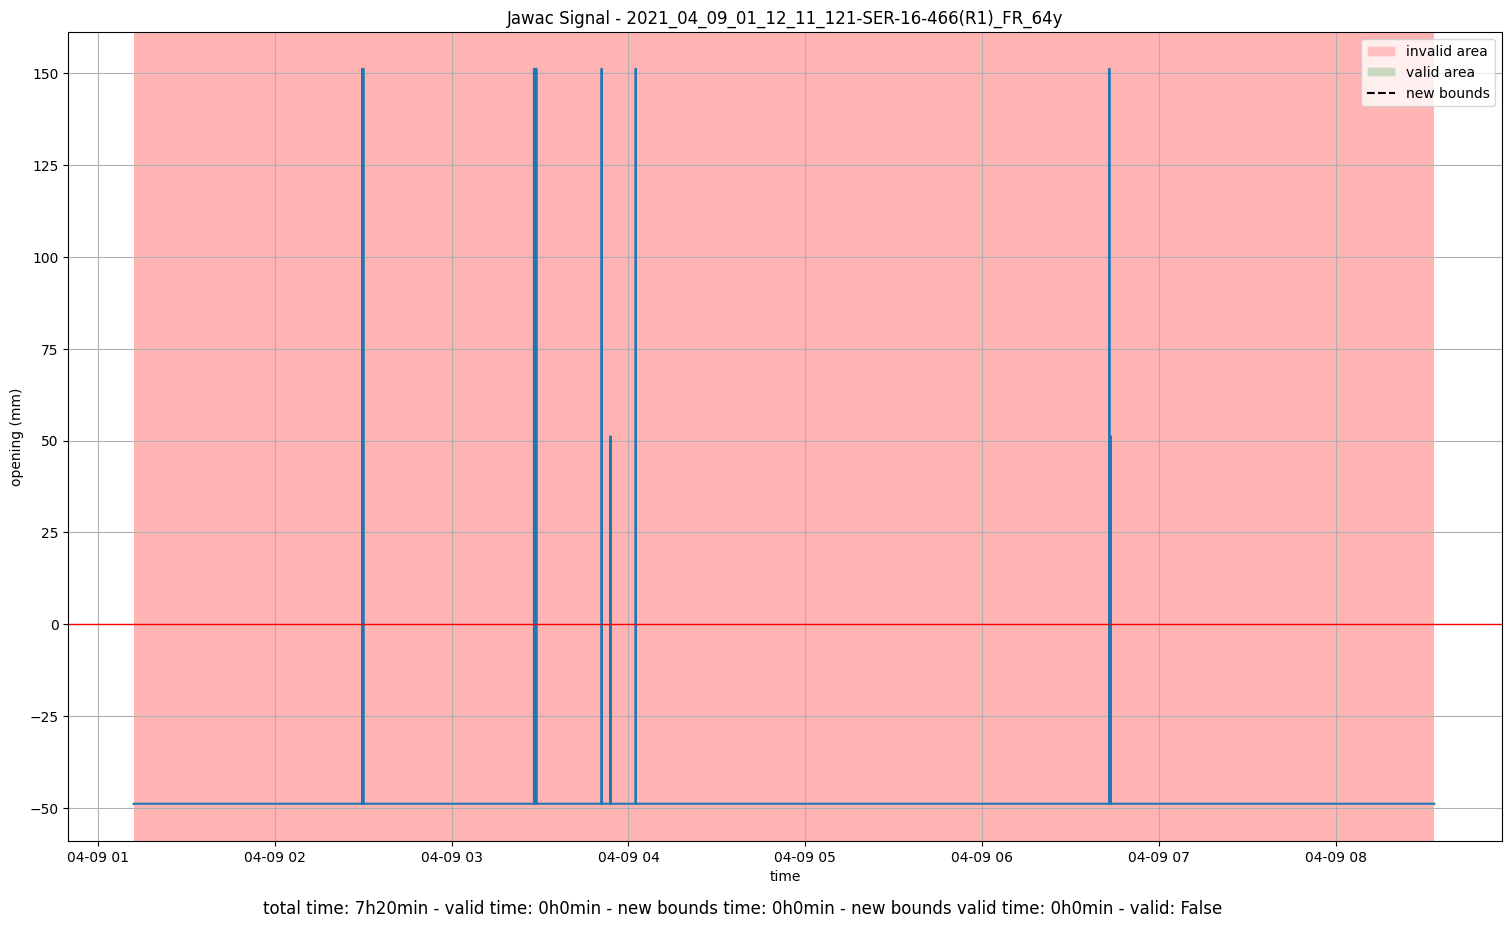 Jawac Signal - 2021_04_09_01_12_11_121-SER-16-466(R1)_FR_64y
invalid area
valid area
new bounds
150
125
100
75
50
25
0
−25
−50
opening (mm)
04-09 01 04-09 02 04-09 03 04-09 04 04-09 05 04-09 06 04-09 07 04-09 08
time
total time: 7h20min - valid time: 0h0min - new bounds time: 0h0min - new bounds valid time: 0h0min - valid: False